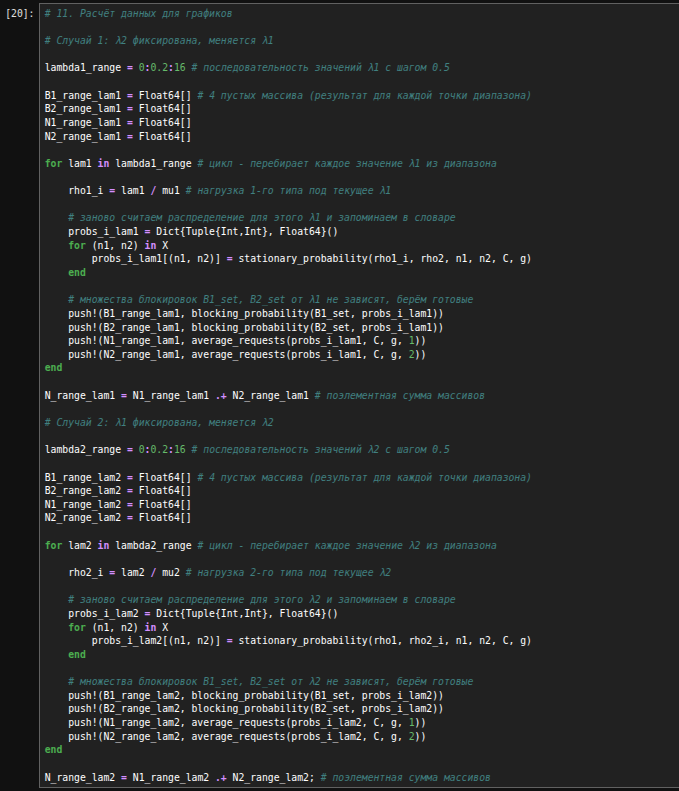 [20]: # 11. Расчёт данных для графиков
# Случай 1: λ2 фиксирована, меняется λ1
lambda1_range = 0:0.2:16 # последовательность значений λ1 с шагом 0.5
B1_range_lam1 = Float64[] # 4 пустых массива (результат для каждой точки диапазона)
B2_range_lam1 = Float64[]
N1_range_lam1 = Float64[]
N2_range_lam1 = Float64[]
for lam1 in lambda1_range # цикл - перебирает каждое значение λ1 из диапазона
    rho1_i = lam1 / mu1 # нагрузка 1-го типа под текущее λ1
    # заново считаем распределение для этого λ1 и запоминаем в словаре
    probs_i_lam1 = Dict{Tuple{Int,Int}, Float64}()
    for (n1, n2) in X
        probs_i_lam1[(n1, n2)] = stationary_probability(rho1_i, rho2, n1, n2, C, g)
    end
    # множества блокировок B1_set, B2_set от λ1 не зависят, берём готовые
    push!(B1_range_lam1, blocking_probability(B1_set, probs_i_lam1))
    push!(B2_range_lam1, blocking_probability(B2_set, probs_i_lam1))
    push!(N1_range_lam1, average_requests(probs_i_lam1, C, g, 1))
    push!(N2_range_lam1, average_requests(probs_i_lam1, C, g, 2))
end
N_range_lam1 = N1_range_lam1 .+ N2_range_lam1 # поэлементная сумма массивов
# Случай 2: λ1 фиксирована, меняется λ2
lambda2_range = 0:0.2:16 # последовательность значений λ2 с шагом 0.5
B1_range_lam2 = Float64[] # 4 пустых массива (результат для каждой точки диапазона)
B2_range_lam2 = Float64[]
N1_range_lam2 = Float64[]
N2_range_lam2 = Float64[]
for lam2 in lambda2_range # цикл - перебирает каждое значение λ2 из диапазона
    rho2_i = lam2 / mu2 # нагрузка 2-го типа под текущее λ2
    # заново считаем распределение для этого λ2 и запоминаем в словаре
    probs_i_lam2 = Dict{Tuple{Int,Int}, Float64}()
    for (n1, n2) in X
        probs_i_lam2[(n1, n2)] = stationary_probability(rho1, rho2_i, n1, n2, C, g)
    end
    # множества блокировок B1_set, B2_set от λ2 не зависят, берём готовые
    push!(B1_range_lam2, blocking_probability(B1_set, probs_i_lam2))
    push!(B2_range_lam2, blocking_probability(B2_set, probs_i_lam2))
    push!(N1_range_lam2, average_requests(probs_i_lam2, C, g, 1))
    push!(N2_range_lam2, average_requests(probs_i_lam2, C, g, 2))
end
N_range_lam2 = N1_range_lam2 .+ N2_range_lam2; # поэлементная сумма массивов